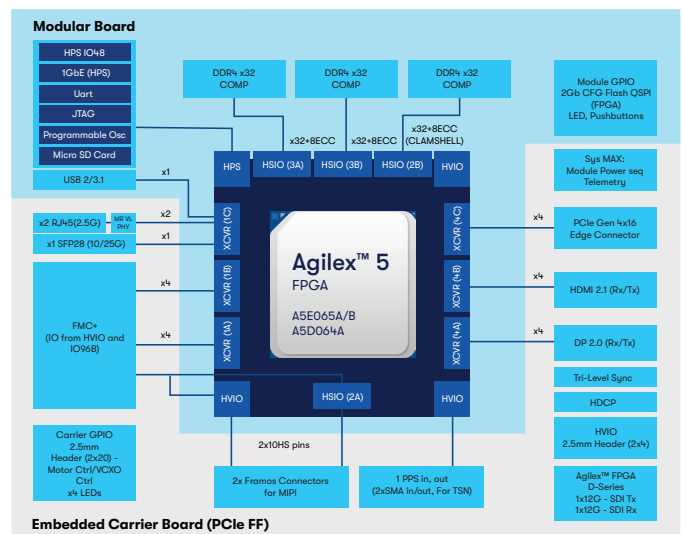 Modular Board
HPS IO48
1GbE (HPS)
Uart
JTAG
Programmable Osc
Micro SD Card
USB 2/3.1
x1
x2 RJ45(2.5G)
MR VL
PHY
x2
x1 SFP28 (10/25G)
x1
FMC+
(IO from HVIO and
IO96B)
x4
x4
Carrier GPIO
2.5mm
Header (2x20) -
Motor Ctrl/VCXO
Ctrl
x4 LEDs
DDR4 x32
COMP
DDR4 x32
COMP
DDR4 x32
COMP
x32+8ECC
x32+8ECC
x32+8ECC
(CLAMSHELL)
HPS
HSIO (3A)
HSIO (3B)
HSIO (2B)
HVIO
XCVR (1C)
XCVR (1B)
XCVR (1A)
Agilex™ 5
FPGA
A5E065A/B
A5D064A
XCVR (4C)
XCVR (4B)
XCVR (4A)
HVIO
HSIO (2A)
HVIO
2x10HS pins
2x Framos Connectors
for MIPI
1 PPS in, out
(2xSMA in/out, For TSN)
Module GPIO
2Gb CFG Flash QSPI
(FPGA)
LED, Pushbuttons
Sys MAX:
Module Power seq
Telemetry
x4
PCIe Gen 4x16
Edge Connector
x4
HDMI 2.1 (Rx/Tx)
x4
DP 2.0 (Rx/Tx)
Tri-Level Sync
HDCP
HVIO
2.5mm Header (2x4)
Agilex™ FPGA
D-Series
1x12G - SDI Tx
1x12G - SDI Rx
Embedded Carrier Board (PCle FF)